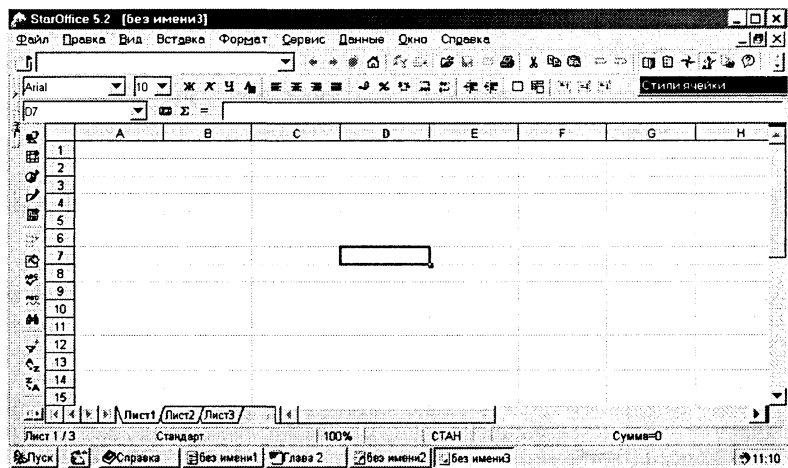 StarOffice 5.2 [без имени3]
Файл Правка Вид Вставка Формат Сервис Данные Окно Справка
Arial 10 Ж К Ч Стили ячейки
D7 Σ =
A B C D E F G H
1
2
3
4
5
6
7
8
9
10
11
12
13
14
15
Лист1 Лист2 Лист3
Лист 1 / 3 Стандарт 100% СТАН Сумма=0
Пуск Справка без имени1 Глава 2 без имени2 без имени3 11:10